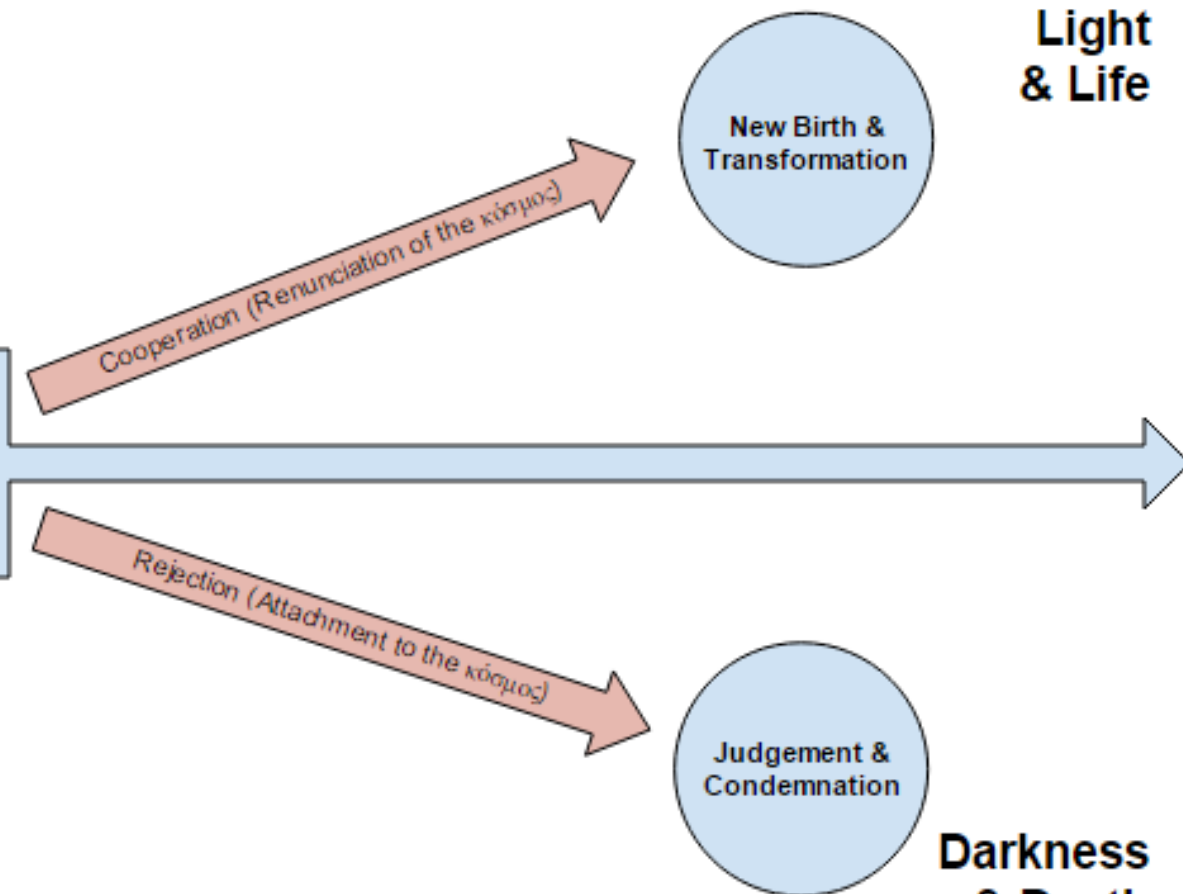 Light
& Life
New Birth &
Transformation
Cooperation (Renunciation of the κόσμος)
Rejection (Attachment to the κόσμος)
Judgement &
Condemnation
Darkness